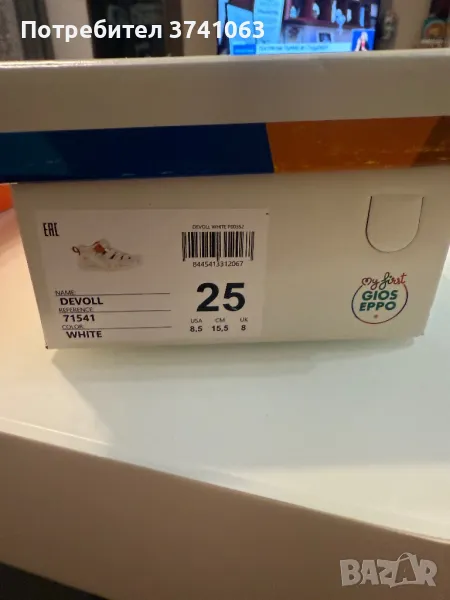 Потребител 3741063
EAC
DEVOLL WHITE
8445413312067
NAME:
DEVOLL
REFERENCE:
71541
COLOR:
WHITE
25
USA CM UK
8,5 15,5 8
My first
GIOS
EPPO
BAZAR